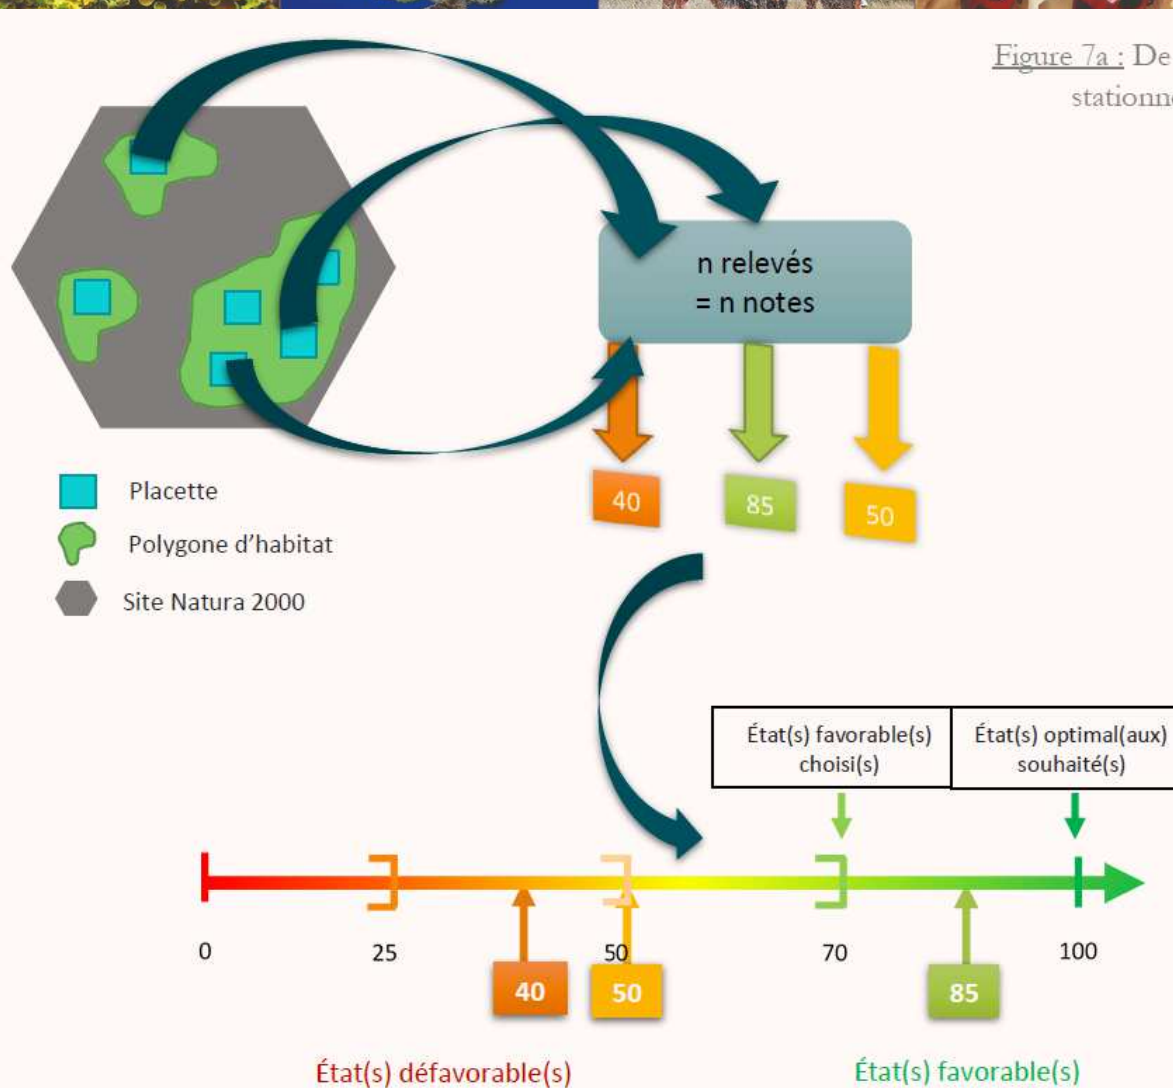 Figure 7a : De
n relevés
= n notes
40
85
50
Placette
Polygone d'habitat
Site Natura 2000
État(s) favorable(s)
choisi(s)
État(s) optimal(aux)
souhaité(s)
0
25
50
70
100
40
50
85
État(s) défavorable(s)
État(s) favorable(s)